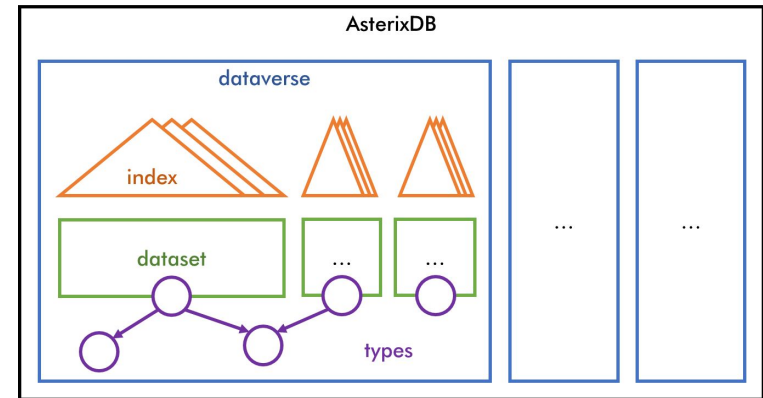 AsterixDB
dataverse
index
dataset
...
...
types
...
...